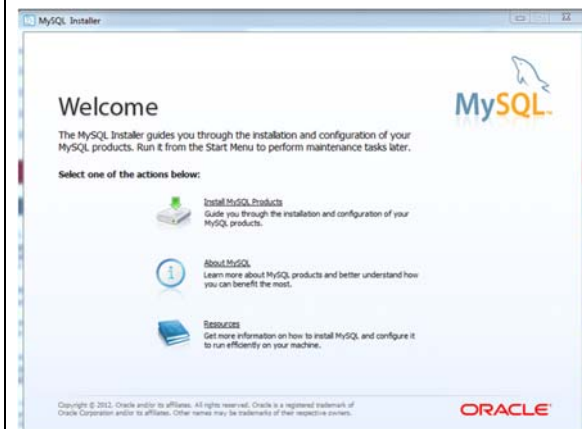 MySQL Installer
MySQL
Welcome
The MySQL Installer guides you through the installation and configuration of your
MySQL products. Run it from the Start Menu to perform maintenance tasks later.
Select one of the actions below:
Install MySQL Products
Guide you through the installation and configuration of your
MySQL products.
About MySQL
Learn more about MySQL products and better understand how
you can benefit the most.
Resources
Get more information on how to install MySQL and configure it
to run efficiently on your machine.
Copyright © 2012, Oracle and/or its affiliates. All rights reserved. Oracle is a registered trademark of
Oracle Corporation and/or its affiliates. Other names may be trademarks of their respective owners.
ORACLE